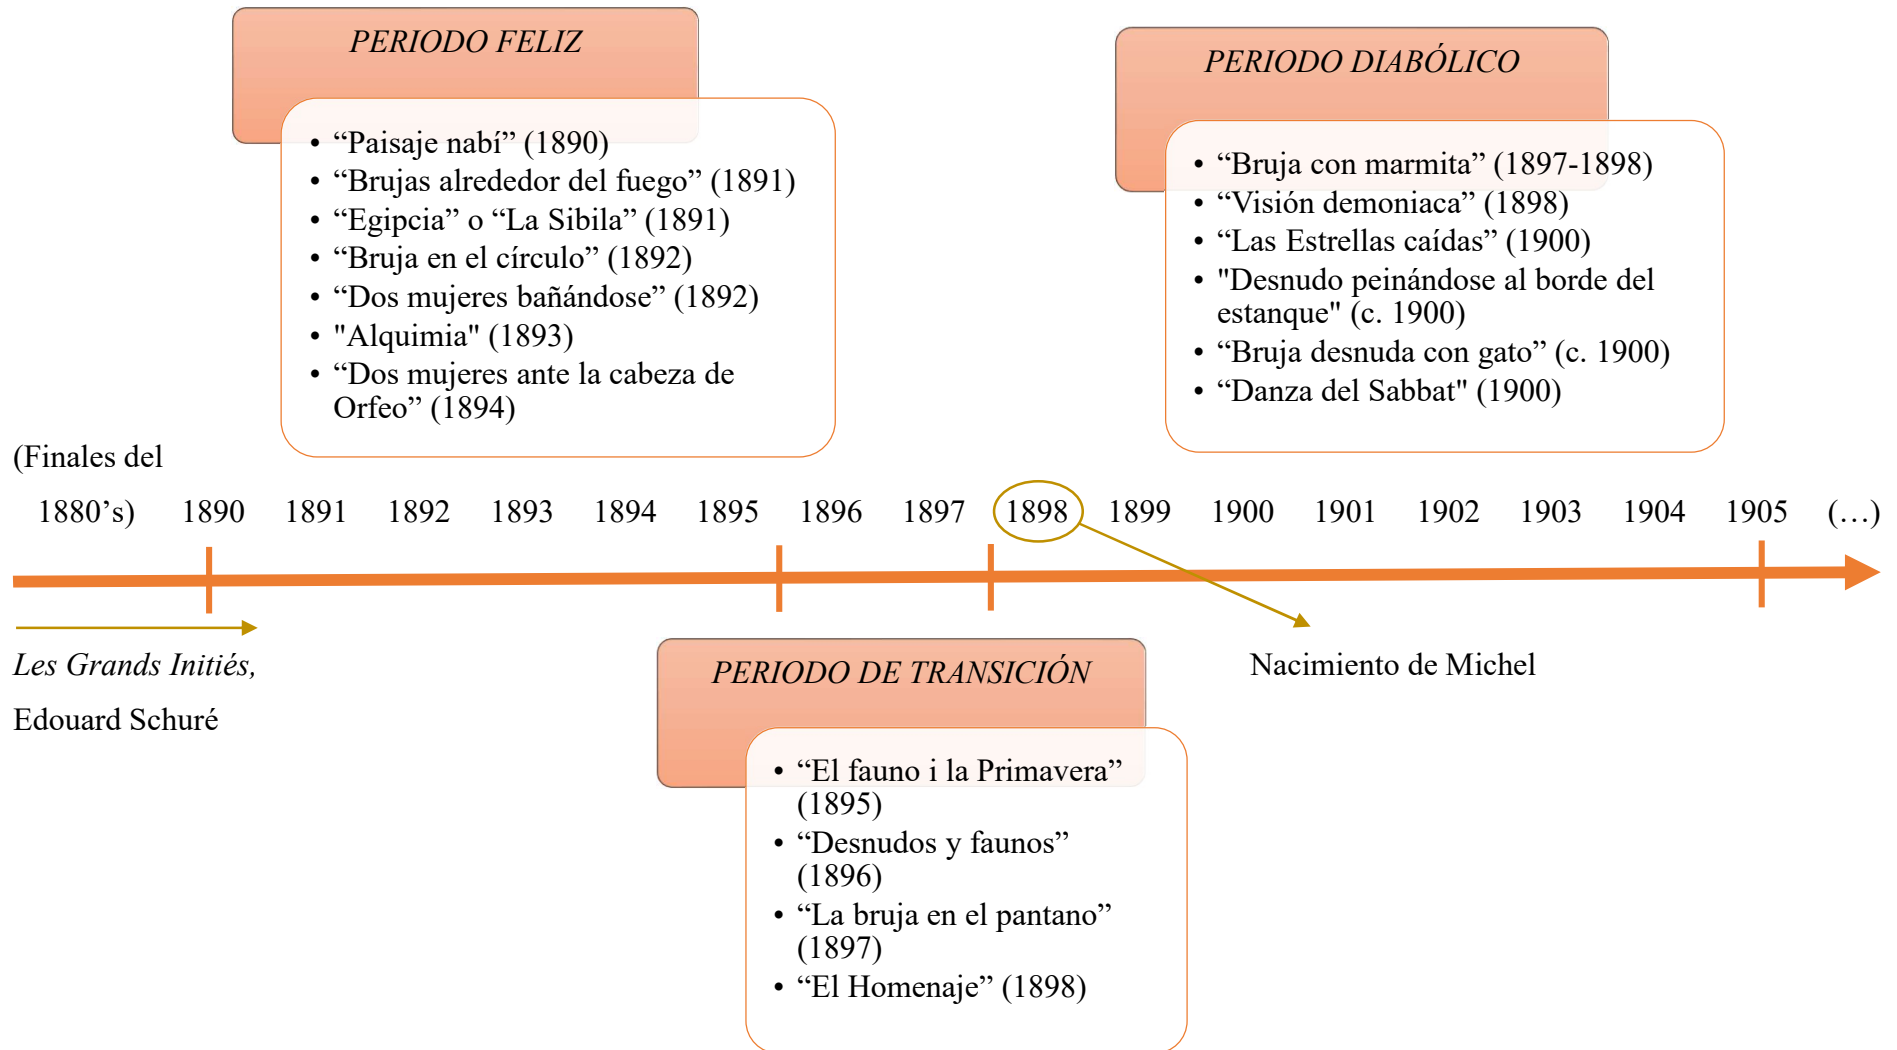 PERIODO FELIZ
• “Paisaje nabí” (1890)
• “Brujas alrededor del fuego” (1891)
• “Egipcia” o “La Sibila” (1891)
• “Bruja en el círculo” (1892)
• “Dos mujeres bañándose” (1892)
• "Alquimia" (1893)
• “Dos mujeres ante la cabeza de
Orfeo” (1894)
PERIODO DIABÓLICO
• “Bruja con marmita” (1897-1898)
• “Visión demoniaca” (1898)
• “Las Estrellas caídas” (1900)
• "Desnudo peinándose al borde del
estanque" (c. 1900)
• “Bruja desnuda con gato” (c. 1900)
• “Danza del Sabbat" (1900)
(Finales del
1880’s) 1890 1891 1892 1893 1894 1895 1896 1897 1898 1899 1900 1901 1902 1903 1904 1905 (…)
Les Grands Initiés,
Edouard Schuré
PERIODO DE TRANSICIÓN
• “El fauno i la Primavera”
(1895)
• “Desnudos y faunos”
(1896)
• “La bruja en el pantano”
(1897)
• “El Homenaje” (1898)
Nacimiento de Michel